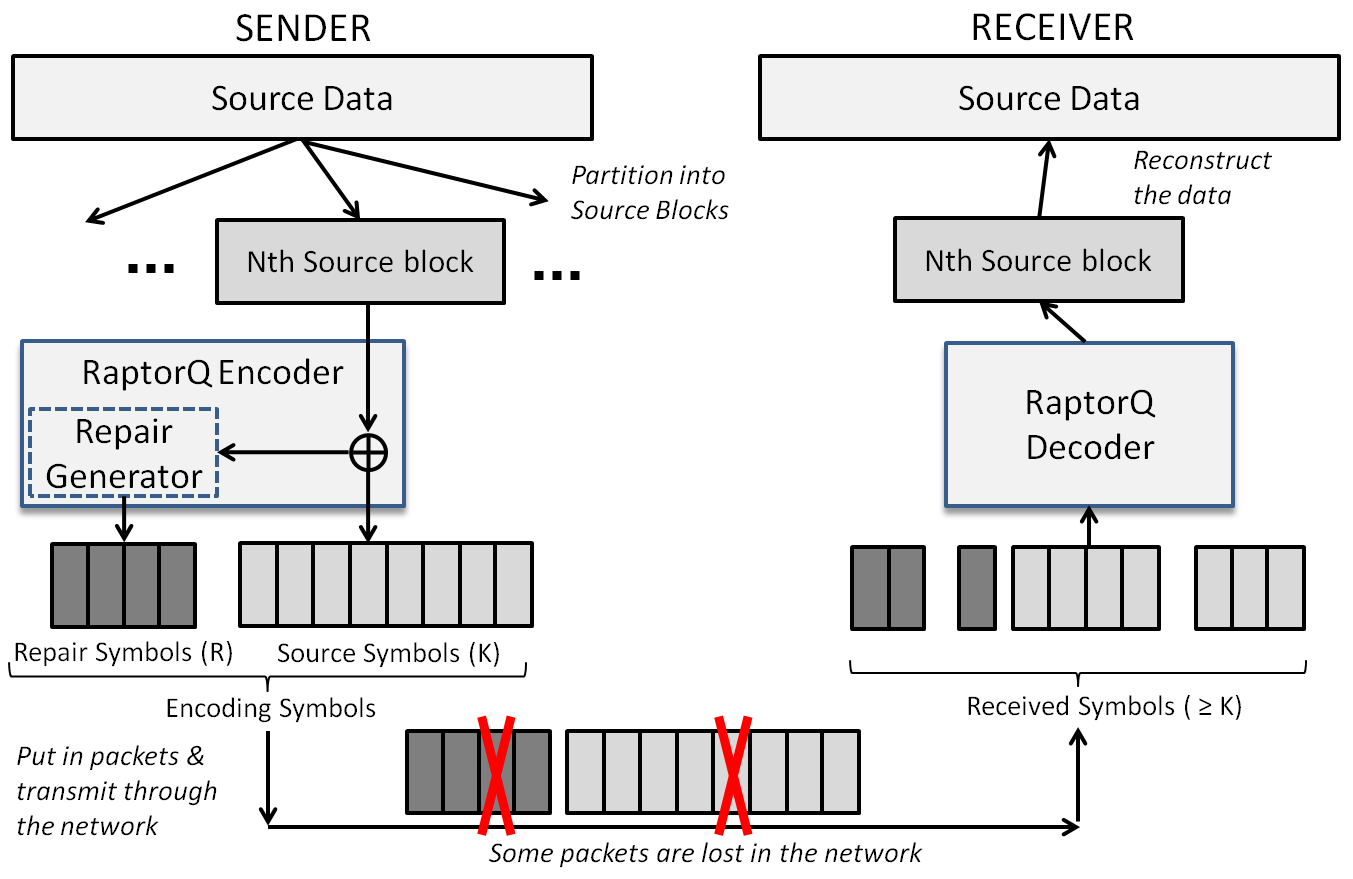 SENDER
Source Data
Partition into
Source Blocks
...
Nth Source block
...
RaptorQ Encoder
Repair
Generator
Repair Symbols (R)
Source Symbols (K)
Encoding Symbols
Put in packets &
transmit through
the network
Some packets are lost in the network
RECEIVER
Source Data
Reconstruct
the data
Nth Source block
RaptorQ
Decoder
Received Symbols ( ≥ K)